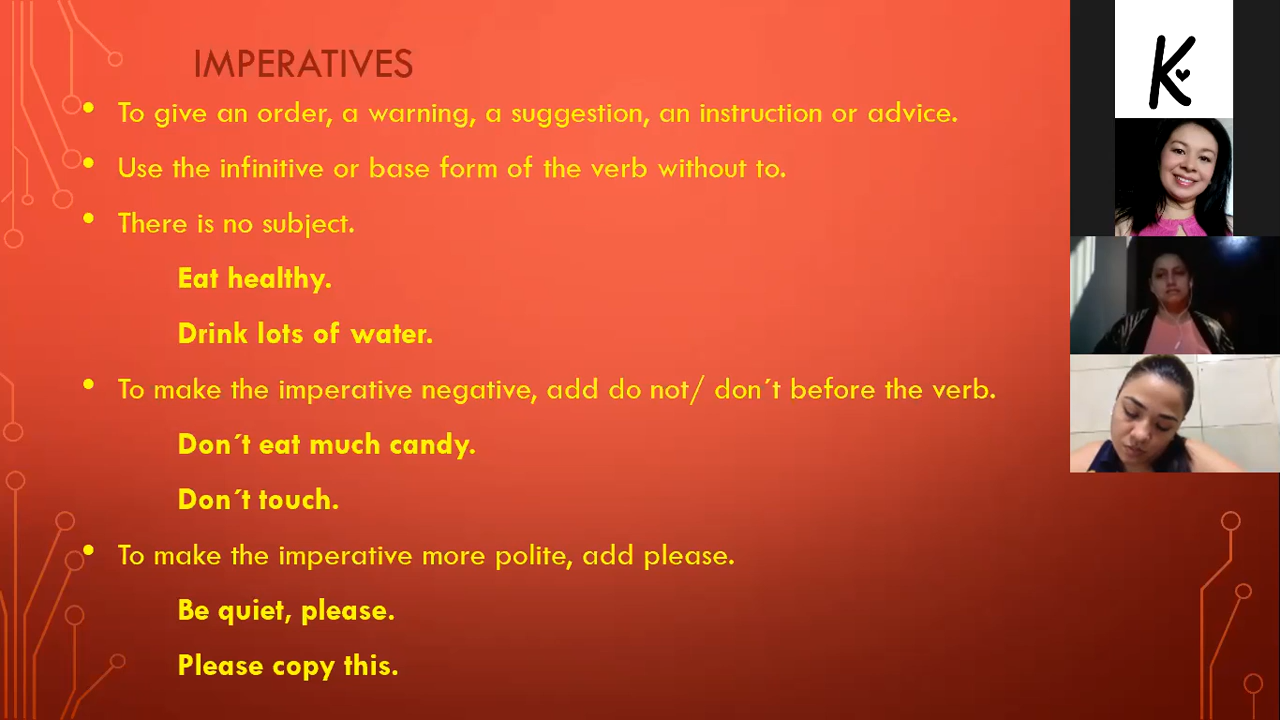 IMPERATIVES
• To give an order, a warning, a suggestion, an instruction or advice.
• Use the infinitive or base form of the verb without to.
• There is no subject.
Eat healthy.
Drink lots of water.
• To make the imperative negative, add do not/ don´t before the verb.
Don´t eat much candy.
Don´t touch.
• To make the imperative more polite, add please.
Be quiet, please.
Please copy this.
K